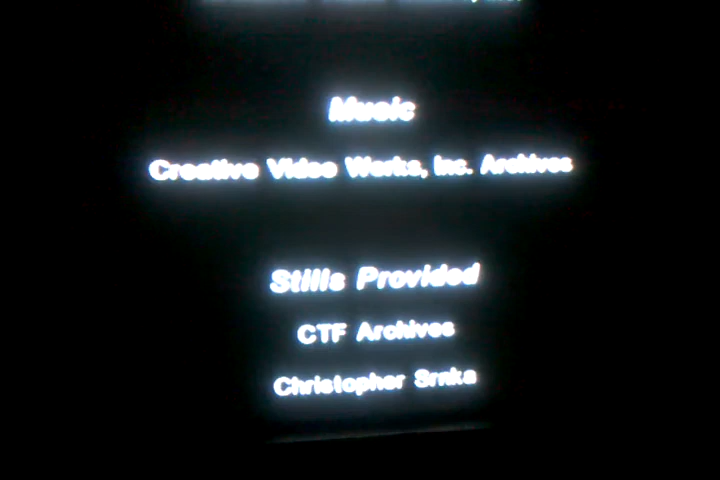 Music
Creative Video Works, Inc. Archives
Stills Provided
CTF Archives
Christopher Srnka